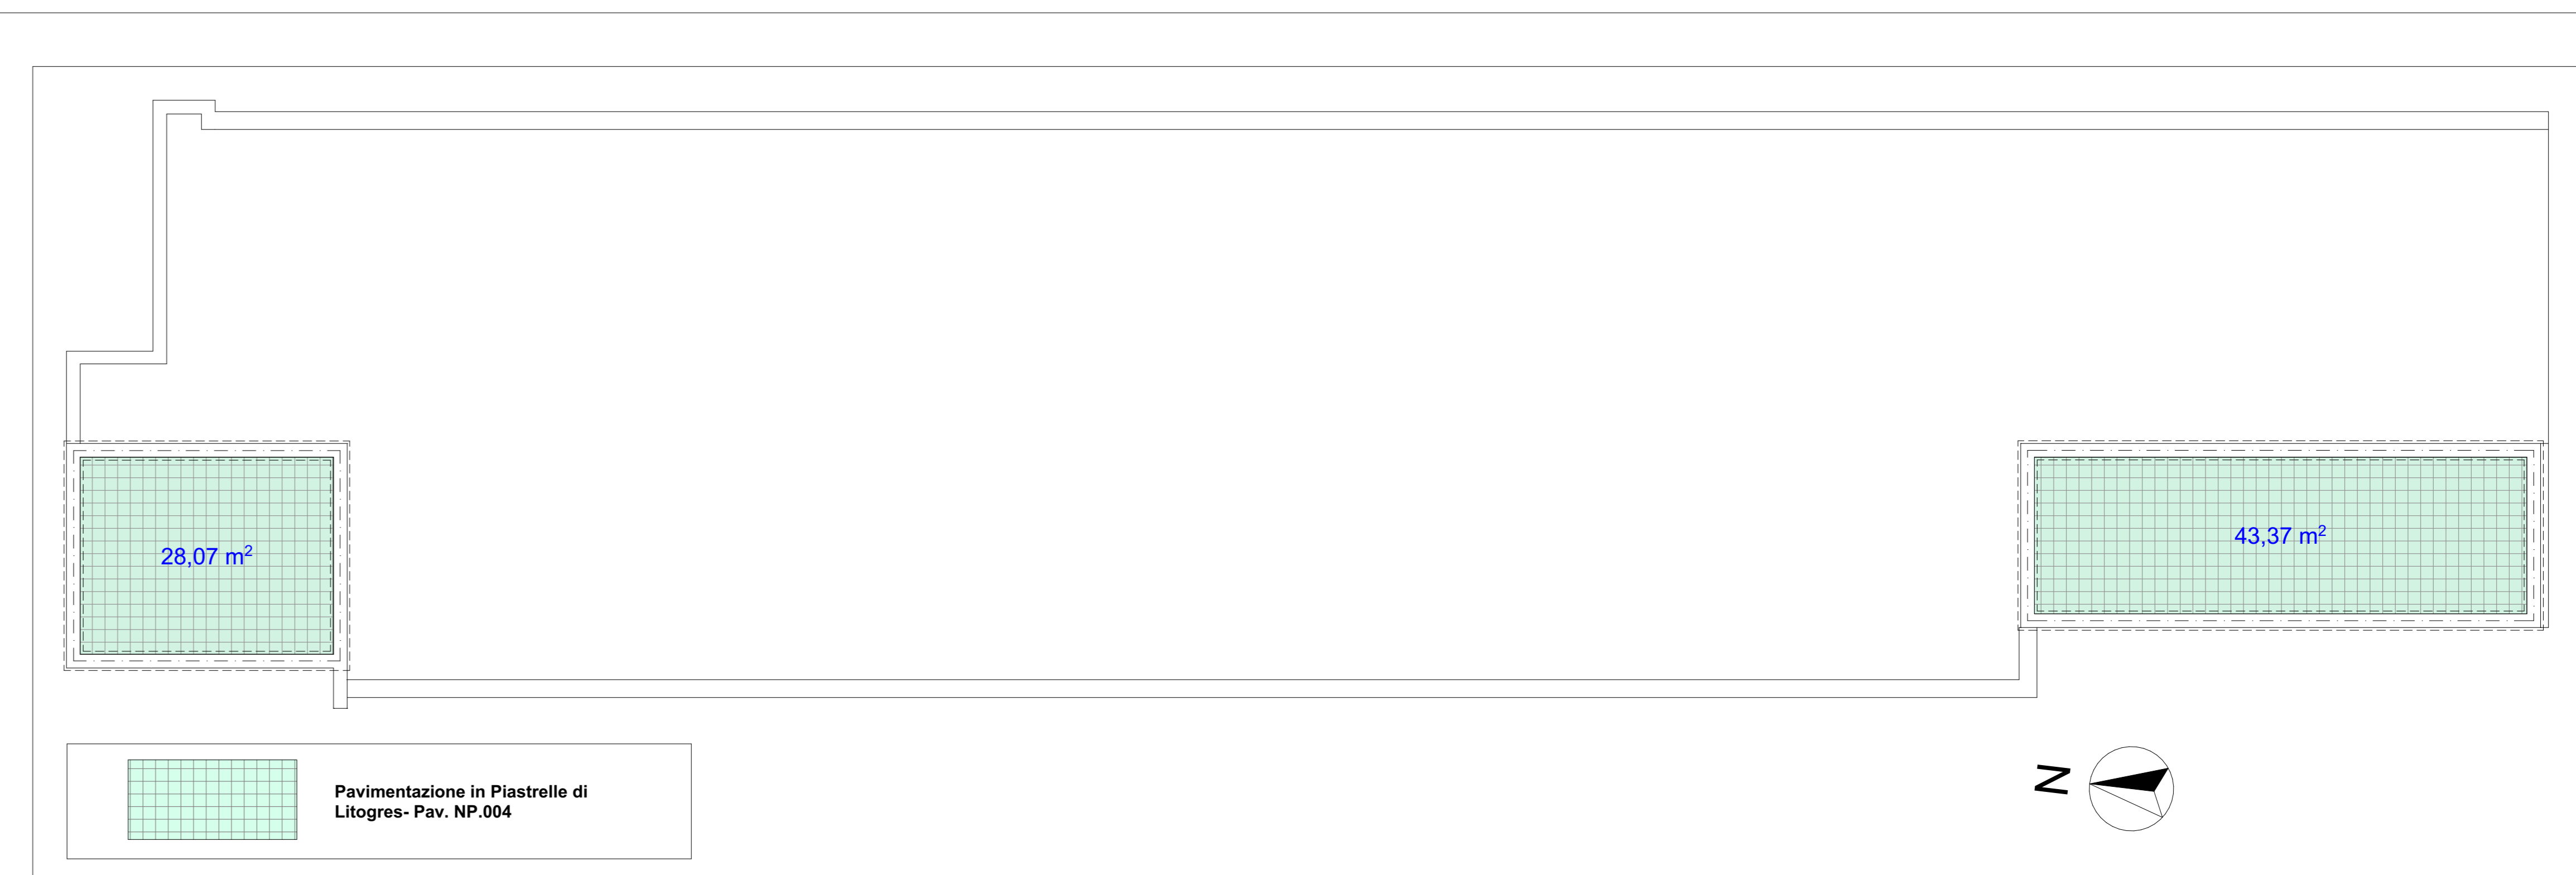 28,07 m²
43,37 m²
Pavimentazione in Piastrelle di
Litogres- Pav. NP.004
N